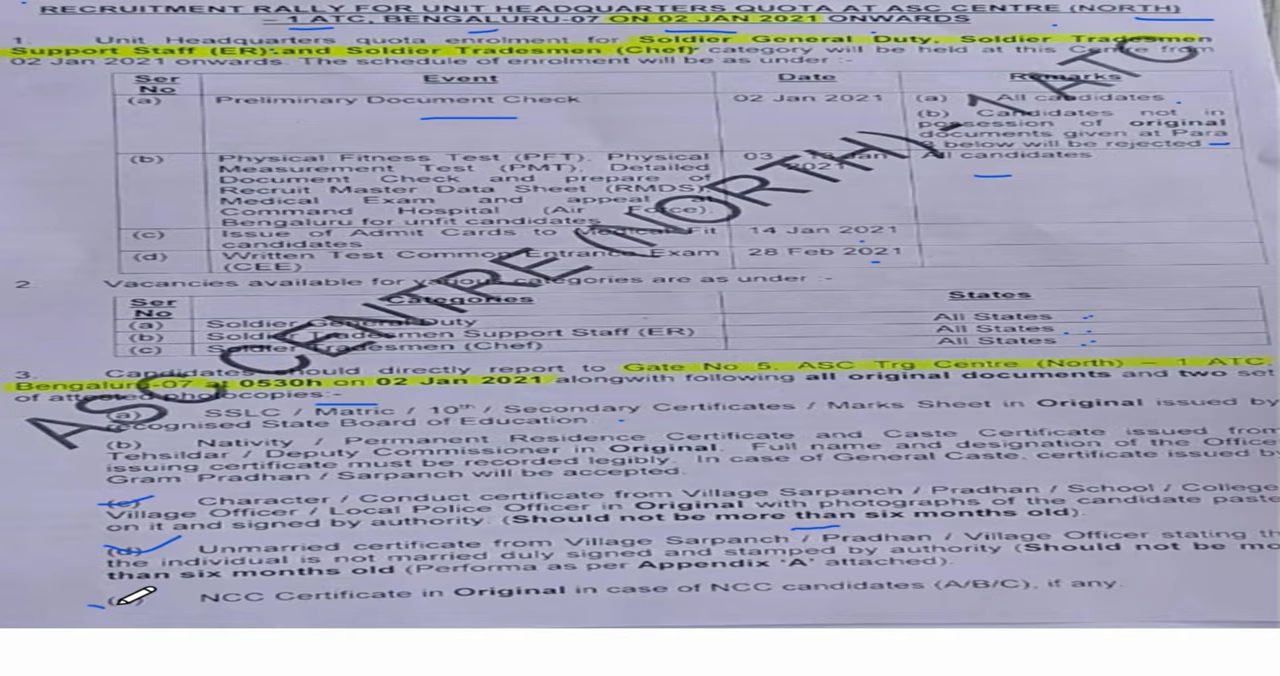 RECRUITMENT RALLY FOR UNIT HEADQUARTERS QUOTA AT ASC CENTRE (NORTH)
– 1 ATC, BENGALURU-07 ON 02 JAN 2021 ONWARDS
1. Unit Headquarters quota enrolment for Soldier General Duty, Soldier Tradesmen
Support Staff (ER) and Soldier Tradesmen (Chef) category will be held at this Centre from
02 Jan 2021 onwards. The schedule of enrolment will be as under :-
Ser No Event Date Remarks
(a) Preliminary Document Check 02 Jan 2021 (a) All candidates
(b) Candidates not in
possession of original
documents given at Para
below will be rejected
(b) Physical Fitness Test (PFT), Physical 03 Jan All candidates
Measurement Test (PMT), Detailed
Document Check and prepare of
Recruit Master Data Sheet (RMDS)
Medical Exam and appeal at
Command Hospital (Air Force),
Bengaluru for unfit candidates
(c) Issue of Admit Cards to Medical Fit 14 Jan 2021
candidates
(d) Written Test Common Entrance Exam 28 Feb 2021
(CEE)
2. Vacancies available for various categories are as under :-
Ser No Categories States
(a) Soldier General Duty All States
(b) Soldier Tradesmen Support Staff (ER) All States
(c) Soldier Tradesmen (Chef) All States
3. Candidates should directly report to Gate No 5, ASC Trg Centre (North) – 1 ATC,
Bengaluru-07 at 0530h on 02 Jan 2021 alongwith following all original documents and two set
of attested photocopies:-
(a) SSLC / Matric / 10th / Secondary Certificates / Marks Sheet in Original issued by
recognised State Board of Education.
(b) Nativity / Permanent Residence Certificate and Caste Certificate issued from
Tehsildar / Deputy Commissioner in Original. Full name and designation of the Office
issuing certificate must be recorded legibly. In case of General Caste, certificate issued by
Gram Pradhan / Sarpanch will be accepted.
(c) Character / Conduct certificate from Village Sarpanch / Pradhan / School / College
Village Officer / Local Police Officer in Original with photographs of the candidate paste
on it and signed by authority. (Should not be more than six months old).
(d) Unmarried certificate from Village Sarpanch / Pradhan / Village Officer stating th
the individual is not married duly signed and stamped by authority (Should not be mo
than six months old (Performa as per Appendix 'A' attached).
NCC Certificate in Original in case of NCC candidates (A/B/C), if any.
ASC CENTRE (NORTH) - 1 ATC